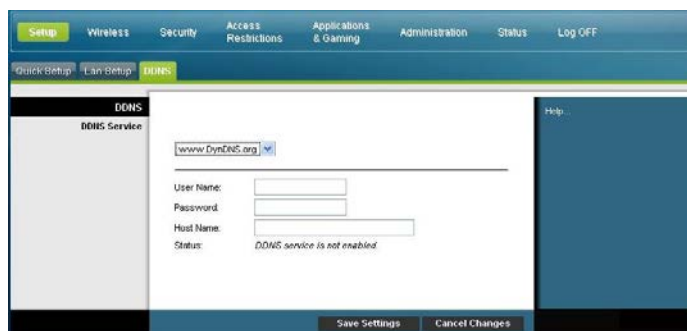 Setup Wireless Security Access Restrictions Applications & Gaming Administration Status Log OFF
Quick Setup Lan Setup DDNS
DDNS
DDNS Service
Help...
www.DynDNS.org
User Name:
Password:
Host Name:
Status: DDNS service is not enabled.
Save Settings Cancel Changes